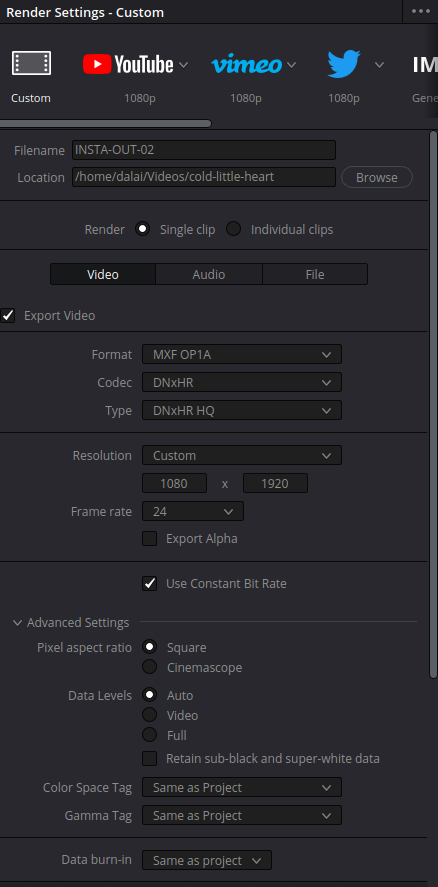 Render Settings - Custom
YouTube vimeo IM
Custom 1080p 1080p 1080p Gene
Filename INSTA-OUT-02
Location /home/dalai/Videos/cold-little-heart Browse
Render Single clip Individual clips
Video Audio File
Export Video
Format MXF OP1A
Codec DNxHR
Type DNxHR HQ
Resolution Custom
1080 x 1920
Frame rate 24
Export Alpha
Use Constant Bit Rate
Advanced Settings
Pixel aspect ratio Square
Cinemascope
Data Levels Auto
Video
Full
Retain sub-black and super-white data
Color Space Tag Same as Project
Gamma Tag Same as Project
Data burn-in Same as project